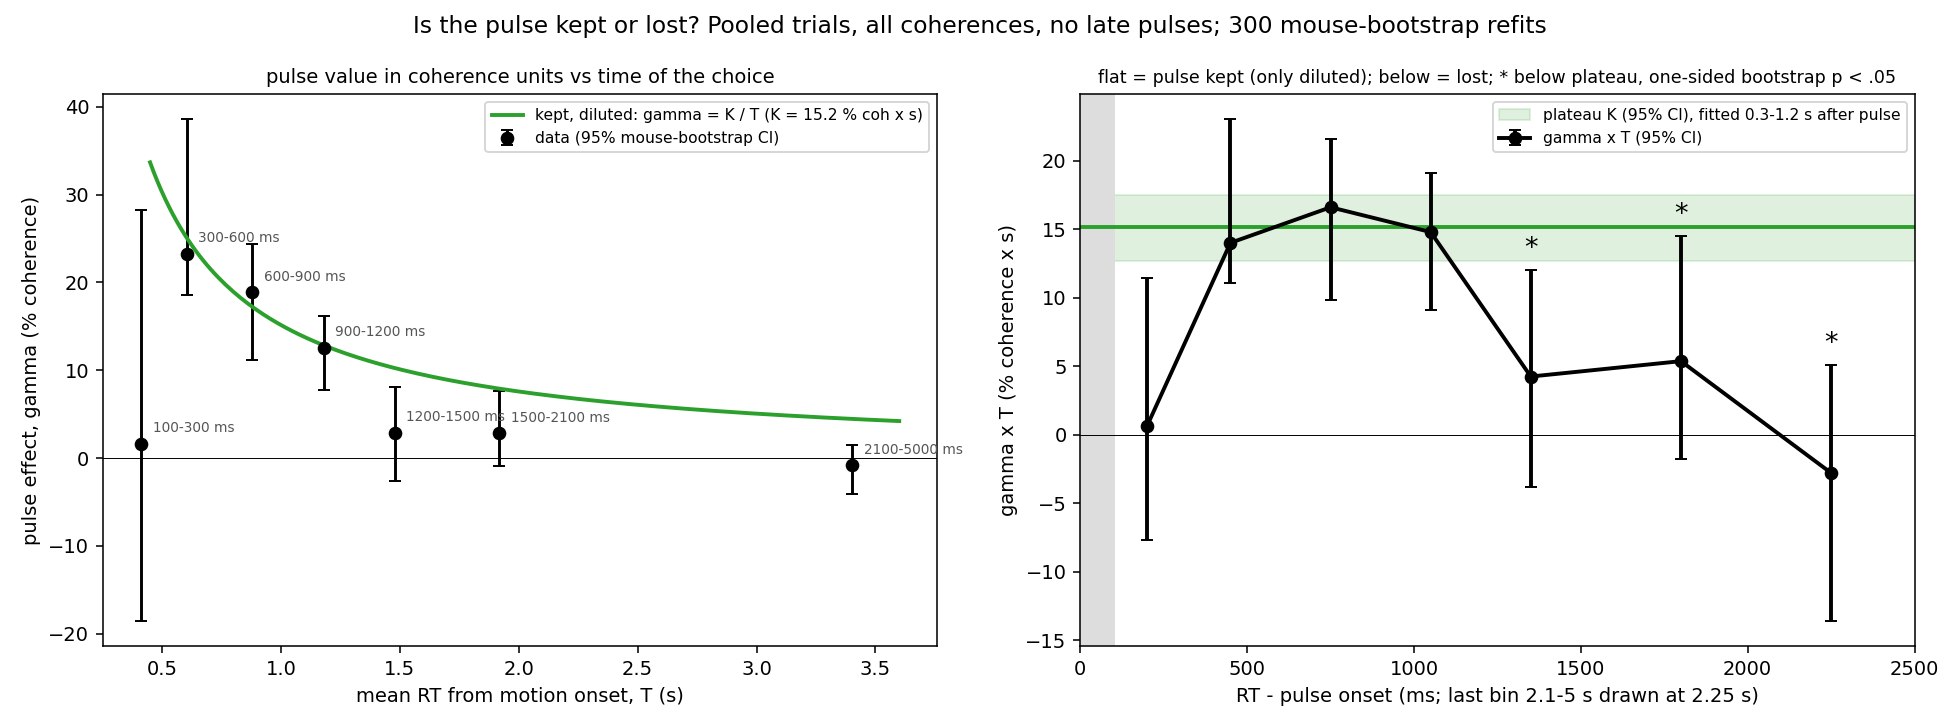 Is the pulse kept or lost? Pooled trials, all coherences, no late pulses; 300 mouse-bootstrap refits
pulse value in coherence units vs time of the choice
kept, diluted: gamma = K / T (K = 15.2 % coh x s)
data (95% mouse-bootstrap CI)
pulse effect, gamma (% coherence)
40
30
20
10
0
−10
−20
100-300 ms
300-600 ms
600-900 ms
900-1200 ms
1200-1500 ms
1500-2100 ms
2100-5000 ms
0.5
1.0
1.5
2.0
2.5
3.0
3.5
mean RT from motion onset, T (s)
flat = pulse kept (only diluted); below = lost; * below plateau, one-sided bootstrap p < .05
plateau K (95% CI), fitted 0.3-1.2 s after pulse
gamma x T (95% CI)
gamma x T (% coherence x s)
20
15
10
5
0
−5
−10
−15
*
*
*
0
500
1000
1500
2000
2500
RT - pulse onset (ms; last bin 2.1-5 s drawn at 2.25 s)